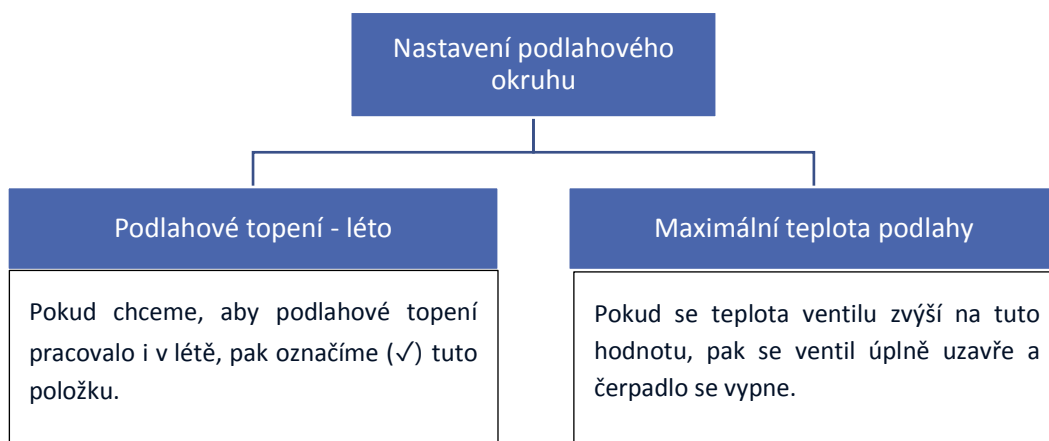 Nastavení podlahového
okruhu
Podlahové topení - léto
Pokud chceme, aby podlahové topení
pracovalo i v létě, pak označíme (√) tuto
položku.
Maximální teplota podlahy
Pokud se teplota ventilu zvýší na tuto
hodnotu, pak se ventil úplně uzavře a
čerpadlo se vypne.